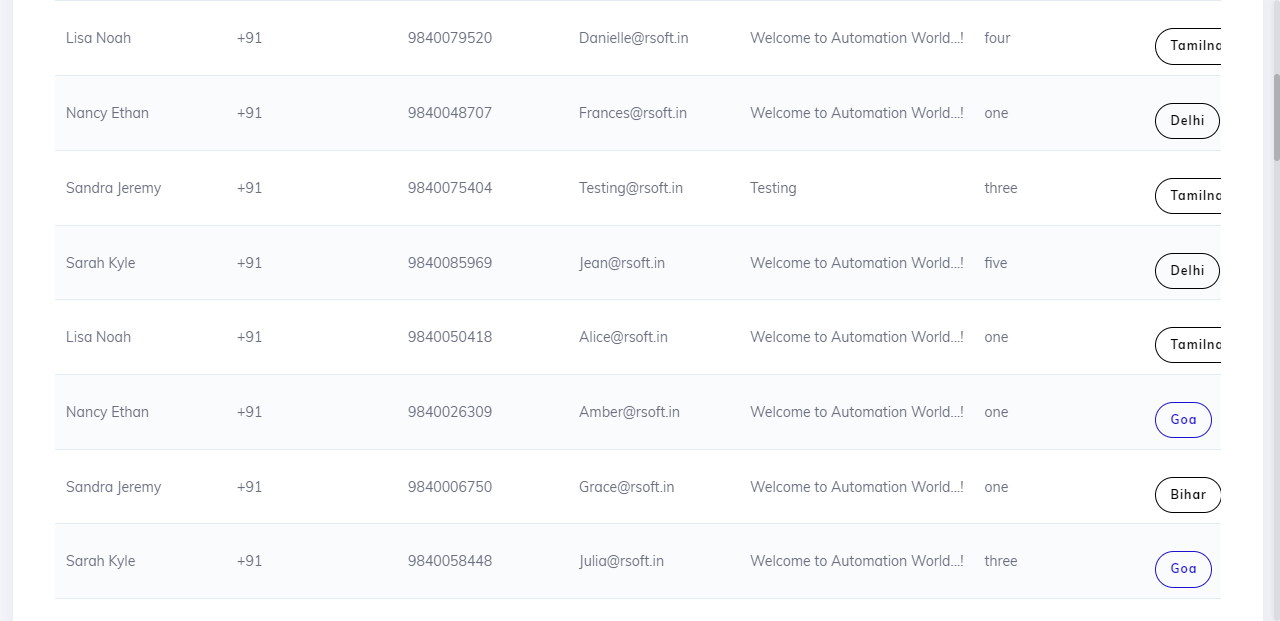 Lisa Noah +91 9840079520 Danielle@rsoft.in Welcome to Automation World...! four Tamilna
Nancy Ethan +91 9840048707 Frances@rsoft.in Welcome to Automation World...! one Delhi
Sandra Jeremy +91 9840075404 Testing@rsoft.in Testing three Tamilna
Sarah Kyle +91 9840085969 Jean@rsoft.in Welcome to Automation World...! five Delhi
Lisa Noah +91 9840050418 Alice@rsoft.in Welcome to Automation World...! one Tamilna
Nancy Ethan +91 9840026309 Amber@rsoft.in Welcome to Automation World...! one Goa
Sandra Jeremy +91 9840006750 Grace@rsoft.in Welcome to Automation World...! one Bihar
Sarah Kyle +91 9840058448 Julia@rsoft.in Welcome to Automation World...! three Goa